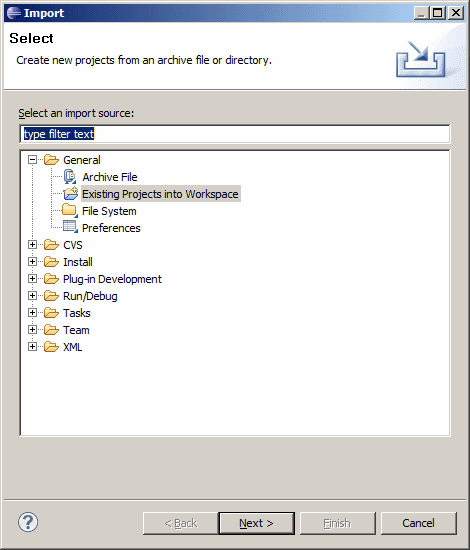 Import
Select
Create new projects from an archive file or directory.
Select an import source:
type filter text
General
Archive File
Existing Projects into Workspace
File System
Preferences
CVS
Install
Plug-in Development
Run/Debug
Tasks
Team
XML
?
< Back
Next >
Finish
Cancel